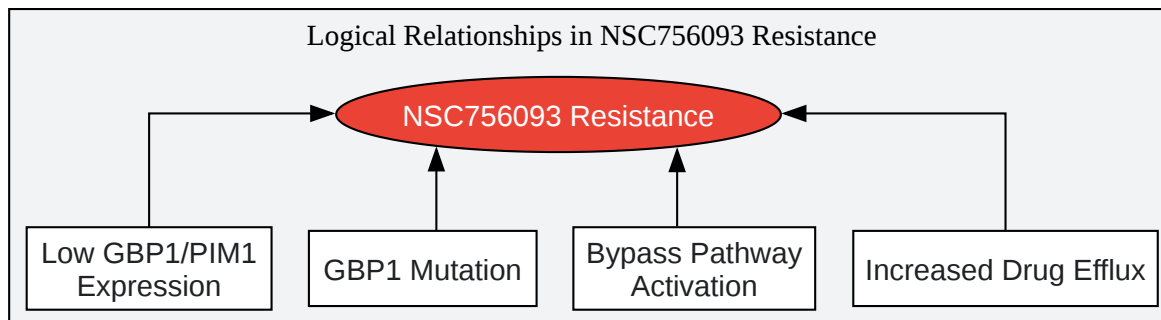 Logical Relationships in NSC756093 Resistance
NSC756093 Resistance
Low GBP1/PIM1
Expression
GBP1 Mutation
Bypass Pathway
Activation
Increased Drug Efflux